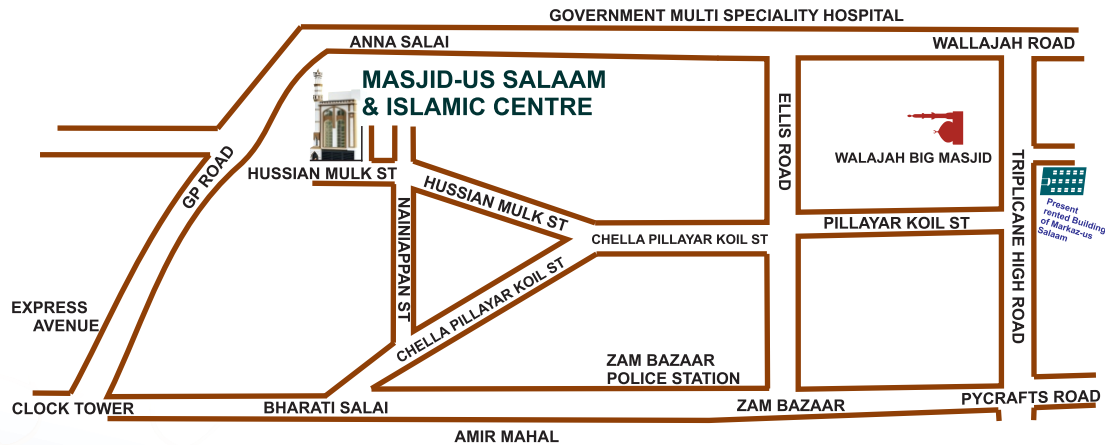 GOVERNMENT MULTI SPECIALITY HOSPITAL
ANNA SALAI
WALLAJAH ROAD
MASJID-US SALAAM
& ISLAMIC CENTRE
ELLIS ROAD
WALAJAH BIG MASJID
TRIPLICANE HIGH ROAD
GP ROAD
HUSSIAN MULK ST
HUSSIAN MULK ST
NAINIAPPAN ST
Present
rented Building
of Markaz-us
Salaam
PILLAYAR KOIL ST
CHELLA PILLAYAR KOIL ST
CHELLA PILLAYAR KOIL ST
EXPRESS
AVENUE
ZAM BAZAAR
POLICE STATION
CLOCK TOWER
BHARATI SALAI
ZAM BAZAAR
PYCRAFTS ROAD
AMIR MAHAL